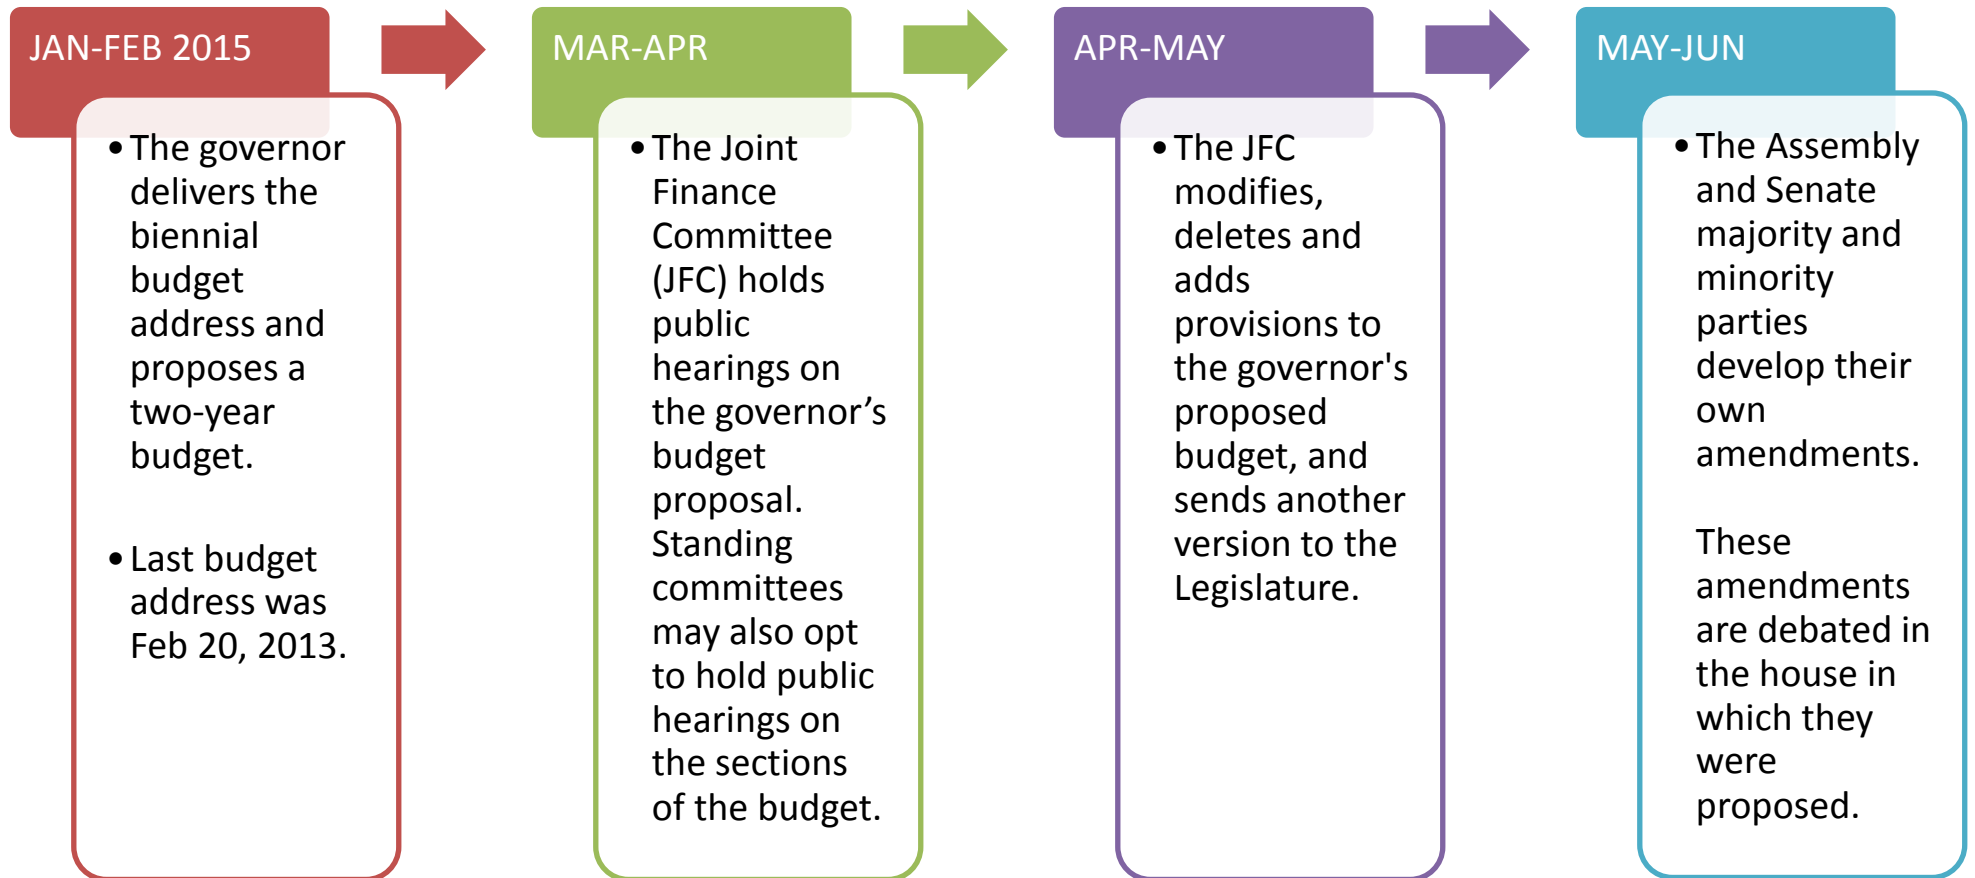 JAN-FEB 2015
• The governor
delivers the
biennial
budget
address and
proposes a
two-year
budget.
• Last budget
address was
Feb 20, 2013.
MAR-APR
• The Joint
Finance
Committee
(JFC) holds
public
hearings on
the governor’s
budget
proposal.
Standing
committees
may also opt
to hold public
hearings on
the sections
of the budget.
APR-MAY
• The JFC
modifies,
deletes and
adds
provisions to
the governor's
proposed
budget, and
sends another
version to the
Legislature.
MAY-JUN
• The Assembly
and Senate
majority and
minority
parties
develop their
own
amendments.
These
amendments
are debated in
the house in
which they
were
proposed.